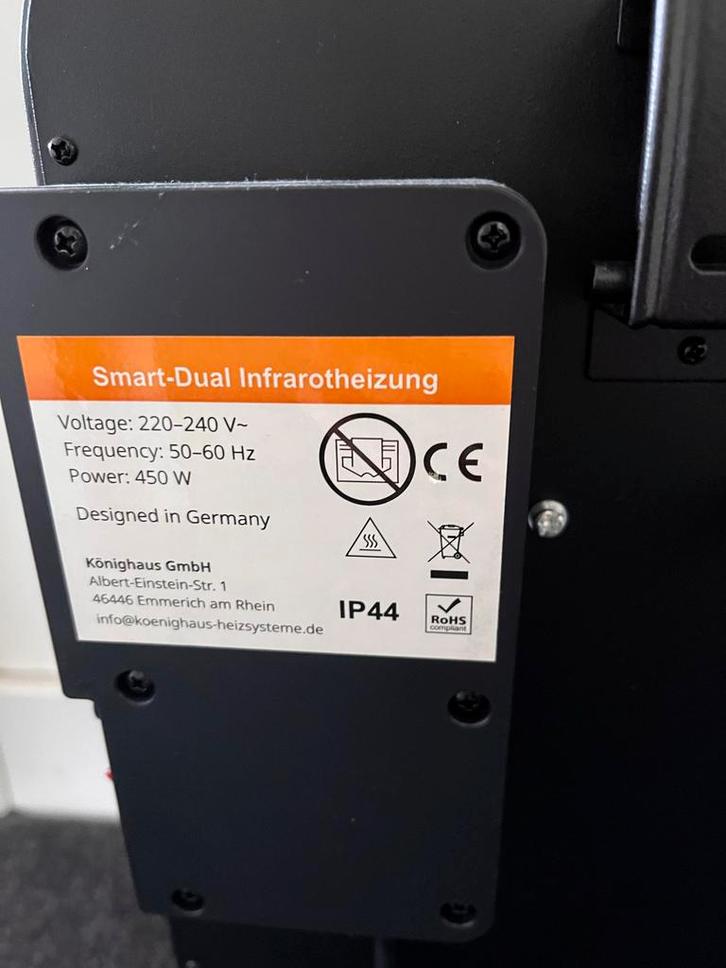 Smart-Dual Infrarotheizung
Voltage: 220–240 V~
Frequency: 50–60 Hz
Power: 450 W
Designed in Germany
Könighaus GmbH
Albert-Einstein-Str. 1
46446 Emmerich am Rhein
info@koenighaus-heizsysteme.de
CE
IP44
RoHS
compliant